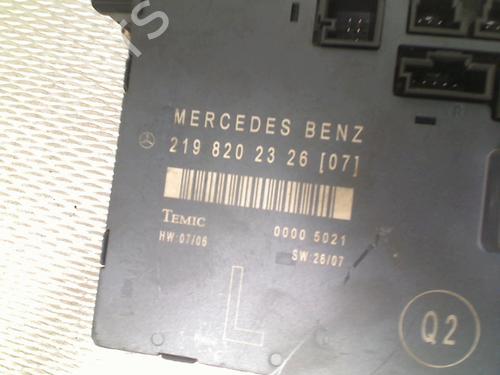 MERCEDES BENZ
219 820 23 26 [07]
TEMIC
0000 5021
HW:07/06
SW:26/07
L
Q2